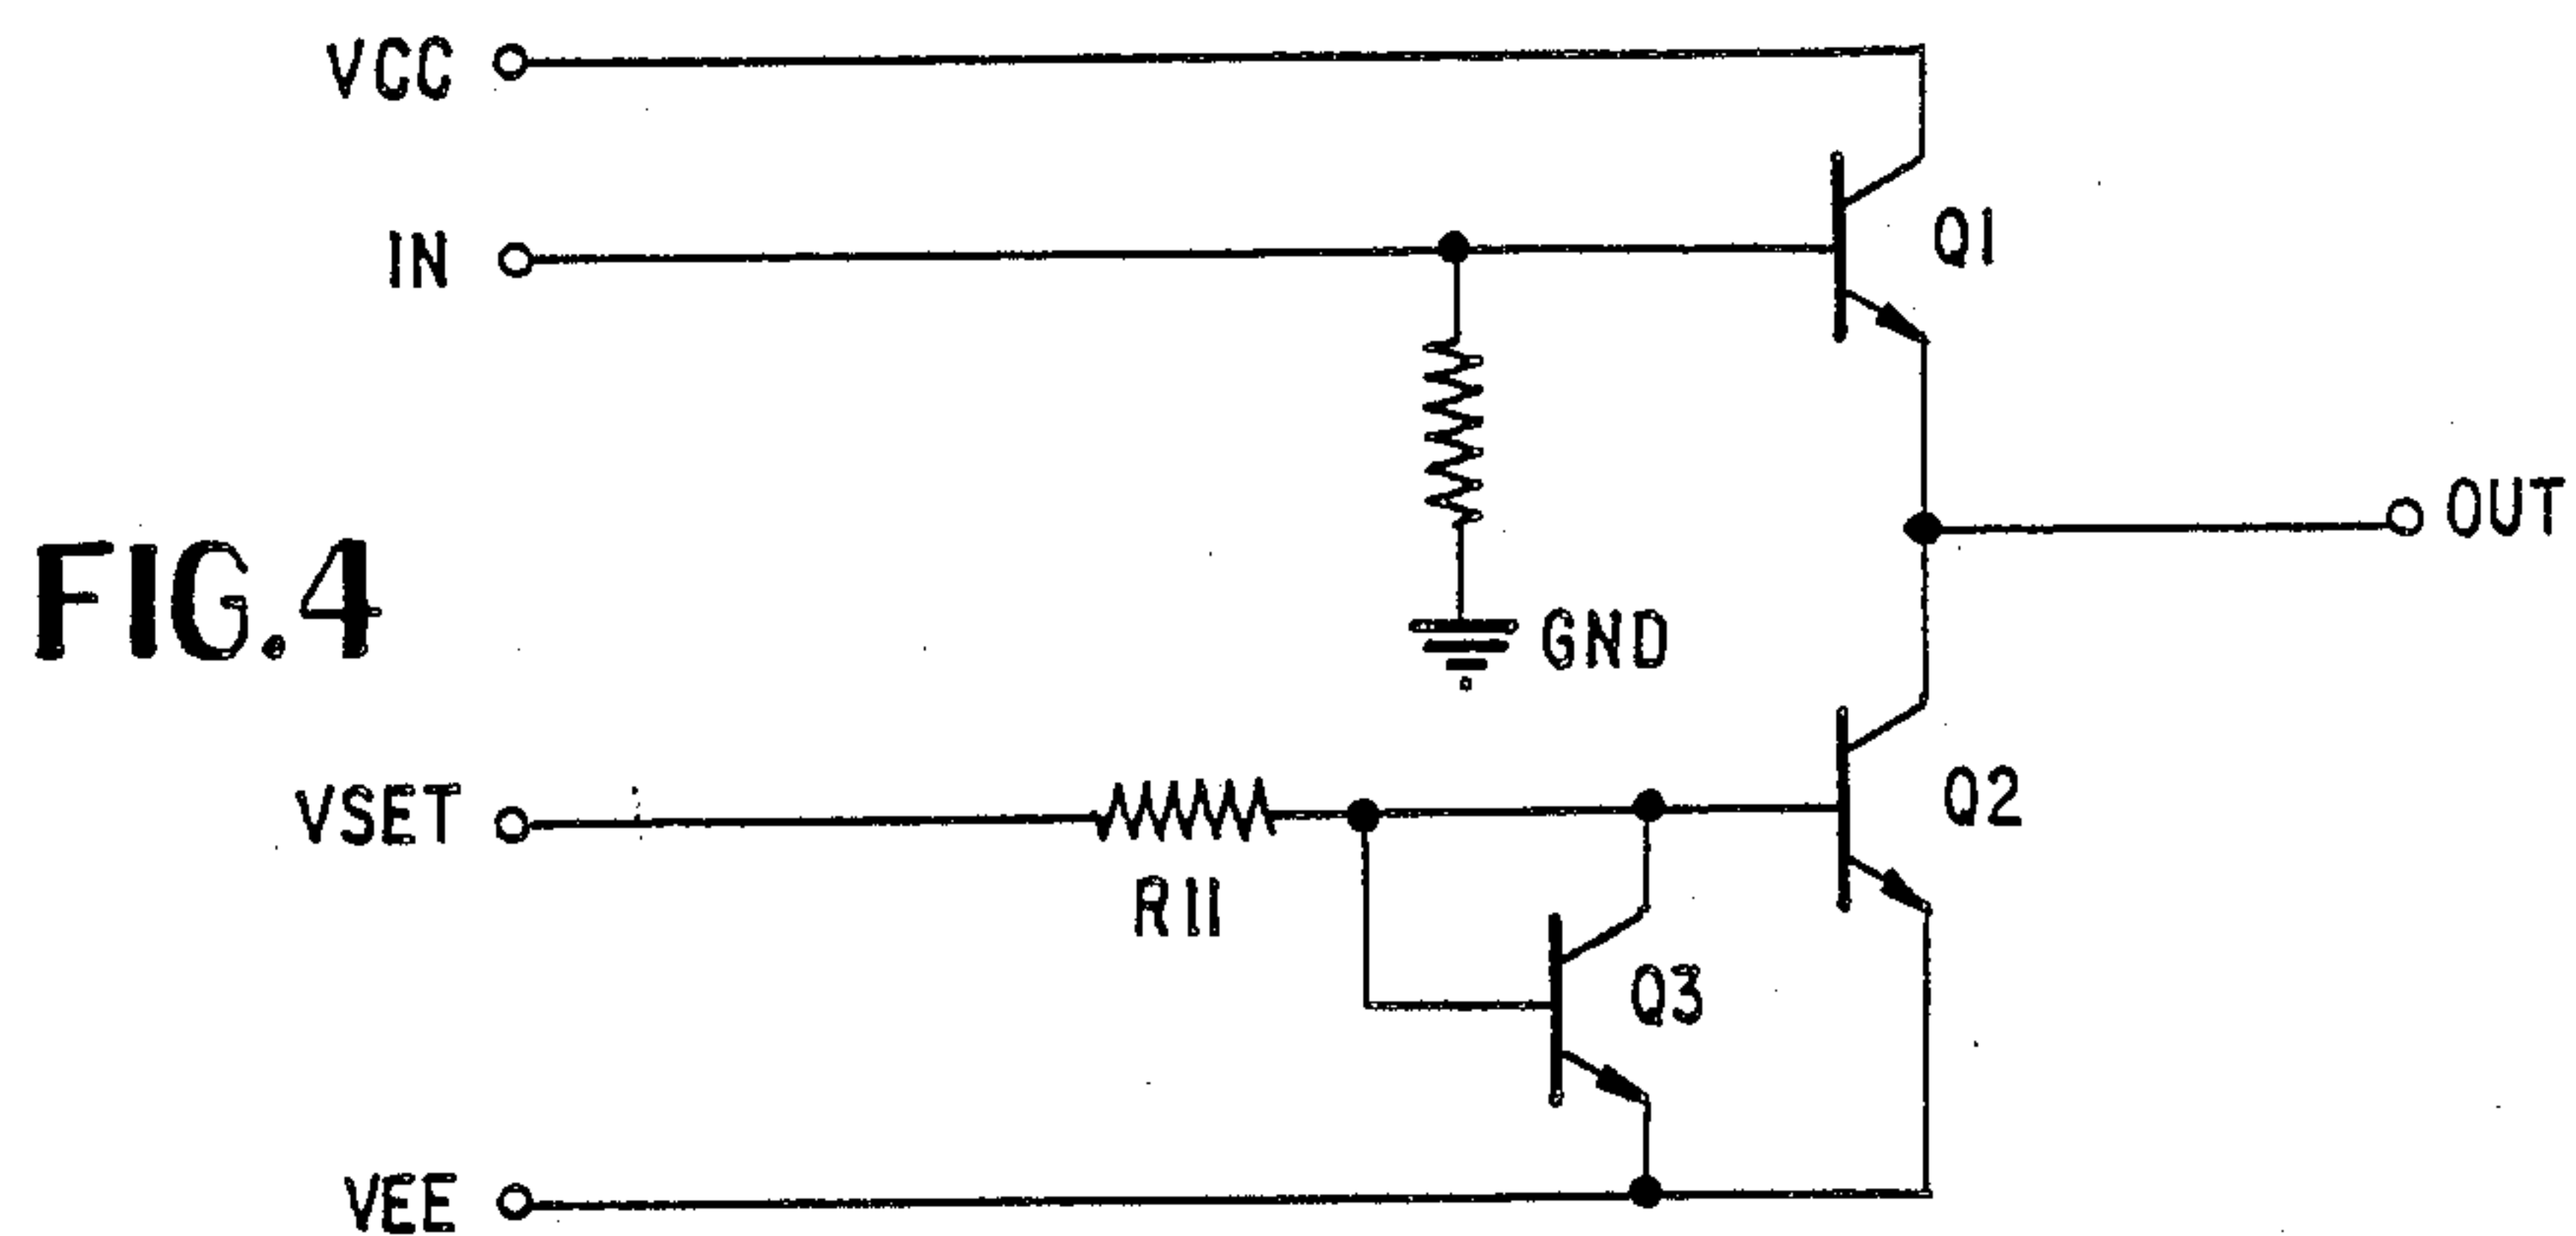 VCC
IN
Q1
OUT
FIG.4
GND
VSET
Q2
R11
Q3
VEE